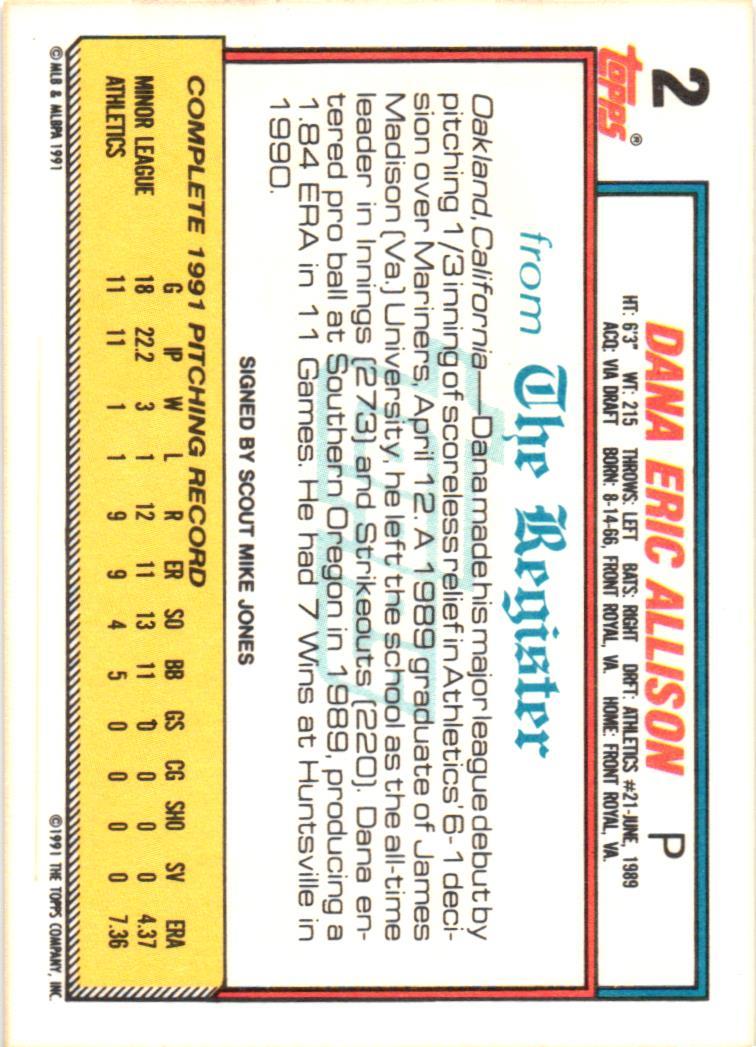 2
Topps®
DANA ERIC ALLISON P
HT: 6'3" WT: 215 THROWS: LEFT BATS: RIGHT DRFT: ATHLETICS #21-JUNE, 1989
ACQ: VIA DRAFT BORN: 8-14-66, FRONT ROYAL, VA. HOME: FRONT ROYAL, VA.
from The Register
Oakland, California—Dana made his major league debut by
pitching 1/3 inning of scoreless relief in Athletics' 6-1 deci-
sion over Mariners, April 12. A 1989 graduate of James
Madison (Va.) University, he left the school as the all-time
leader in Innings (273) and Strikeouts (220). Dana en-
tered pro ball at Southern Oregon in 1989, producing a
1.84 ERA in 11 Games. He had 7 Wins at Huntsville in
1990.
SIGNED BY SCOUT MIKE JONES
COMPLETE 1991 PITCHING RECORD
G IP W L R ER SO BB GS CG SHO SV ERA
MINOR LEAGUE 18 22.2 3 1 12 11 13 11 0 0 0 0 4.37
ATHLETICS 11 11 1 1 9 9 4 5 0 0 0 0 7.36
© MLB & MLBPA 1991
©1991 THE TOPPS COMPANY, INC.